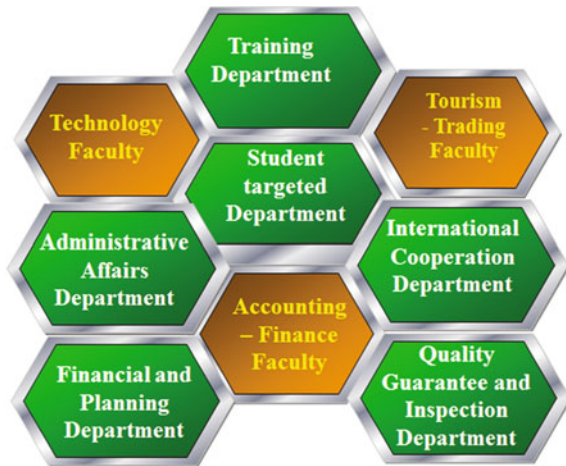 Training
Department
Technology
Faculty
Tourism
- Trading
Faculty
Student
targeted
Department
Administrative
Affairs
Department
International
Cooperation
Department
Accounting
– Finance
Faculty
Financial and
Planning
Department
Quality
Guarantee and
Inspection
Department